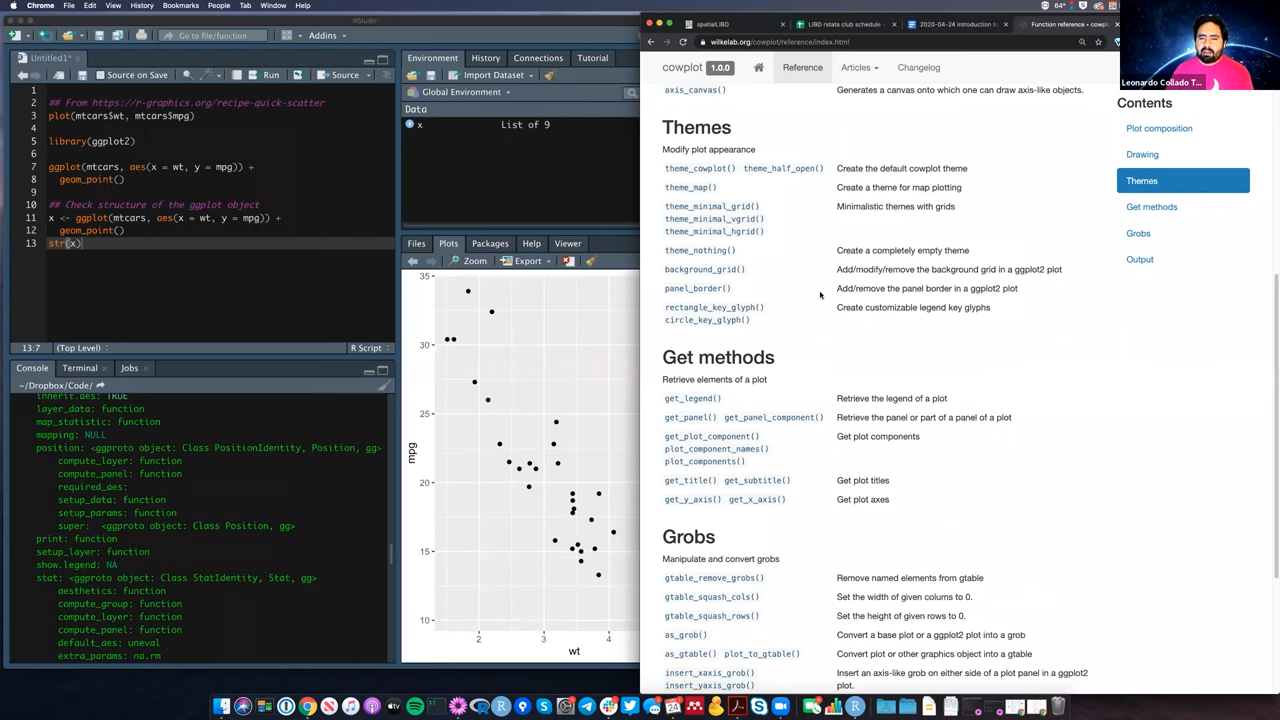 Chrome File Edit View History Bookmarks People Tab Window Help
64°
RStudio
Go to file/function
Addins
Untitled1*
Source on Save
Run
Source
1
2 ## From https://r-graphics.org/recipe-quick-scatter
3 plot(mtcars$wt, mtcars$mpg)
4
5 library(ggplot2)
6
7 ggplot(mtcars, aes(x = wt, y = mpg)) +
8 geom_point()
9
10 ## Check structure of the ggplot object
11 x <- ggplot(mtcars, aes(x = wt, y = mpg)) +
12 geom_point()
13 str(x)
13:7 (Top Level)
R Script
Console Terminal Jobs
~/Dropbox/Code/
inherit.aes: TRUE
layer_data: function
map_statistic: function
mapping: NULL
position: <ggproto object: Class PositionIdentity, Position, gg>
compute_layer: function
compute_panel: function
required_aes:
setup_data: function
setup_params: function
super: <ggproto object: Class Position, gg>
print: function
setup_layer: function
show.legend: NA
stat: <ggproto object: Class StatIdentity, Stat, gg>
aesthetics: function
compute_group: function
compute_layer: function
compute_panel: function
default_aes: uneval
extra_params: na.rm
Environment History Connections Tutorial
Import Dataset
Global Environment
Data
x List of 9
Files Plots Packages Help Viewer
Zoom Export
35
30
25
20
15
10
mpg
2 3 4
wt
spatialLIBD
LIBD rstats club schedule -
2020-04-24 introduction to
Function reference • cowplo
wilkelab.org/cowplot/reference/index.html
cowplot 1.0.0
Reference
Articles
Changelog
axis_canvas() Generates a canvas onto which one can draw axis-like objects.
Themes
Modify plot appearance
theme_cowplot() theme_half_open() Create the default cowplot theme
theme_map() Create a theme for map plotting
theme_minimal_grid() Minimalistic themes with grids
theme_minimal_vgrid()
theme_minimal_hgrid()
theme_nothing() Create a completely empty theme
background_grid() Add/modify/remove the background grid in a ggplot2 plot
panel_border() Add/remove the panel border in a ggplot2 plot
rectangle_key_glyph() Create customizable legend key glyphs
circle_key_glyph()
Get methods
Retrieve elements of a plot
get_legend() Retrieve the legend of a plot
get_panel() get_panel_component() Retrieve the panel or part of a panel of a plot
get_plot_component() Get plot components
plot_component_names()
plot_components()
get_title() get_subtitle() Get plot titles
get_y_axis() get_x_axis() Get plot axes
Grobs
Manipulate and convert grobs
gtable_remove_grobs() Remove named elements from gtable
gtable_squash_cols() Set the width of given colums to 0.
gtable_squash_rows() Set the height of given rows to 0.
as_grob() Convert a base plot or a ggplot2 plot into a grob
as_gtable() plot_to_gtable() Convert plot or other graphics object into a gtable
insert_xaxis_grob() Insert an axis-like grob on either side of a plot panel in a ggplot2
insert_yaxis_grob() plot.
Leonardo Collado T...
Contents
Plot composition
Drawing
Themes
Get methods
Grobs
Output